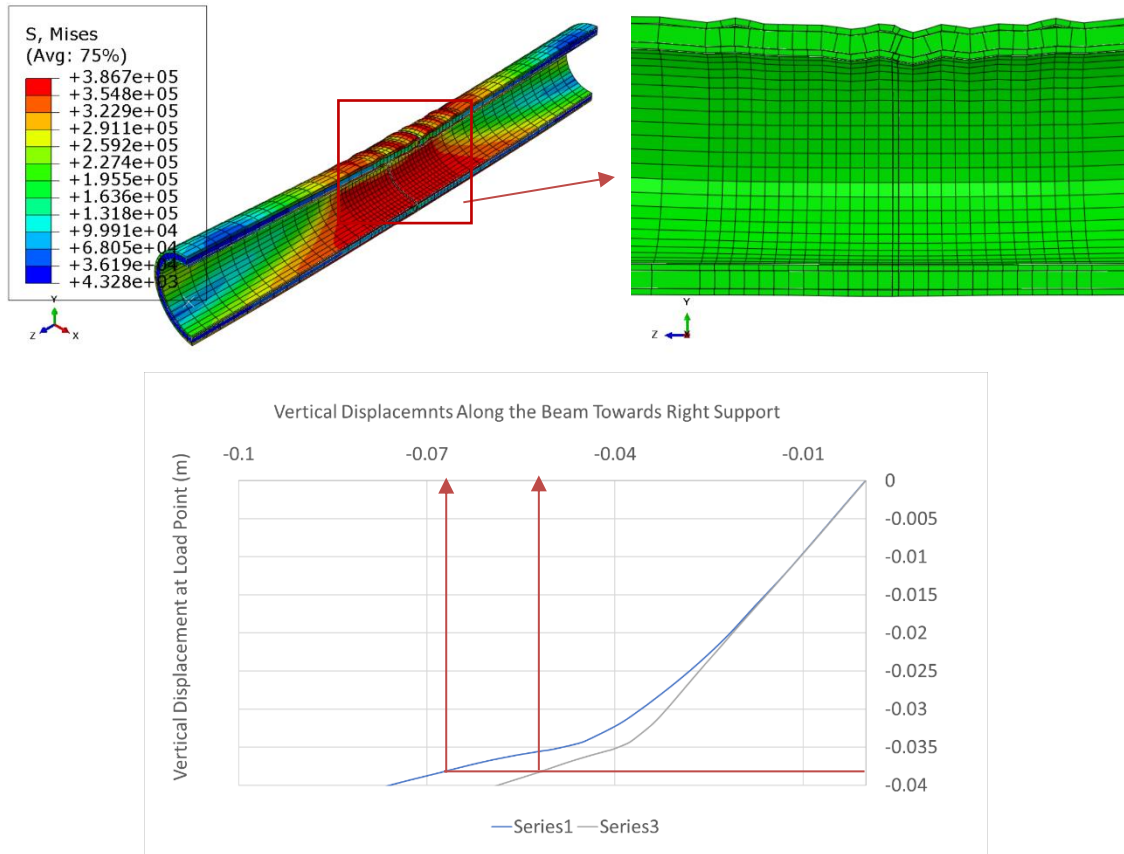 S, Mises
(Avg: 75%)
+3.867e+05
+3.548e+05
+3.229e+05
+2.911e+05
+2.592e+05
+2.274e+05
+1.955e+05
+1.636e+05
+1.318e+05
+9.991e+04
+6.805e+04
+3.619e+04
+4.328e+03
Y
Z X
Y
Z X
Vertical Displacemnts Along the Beam Towards Right Support
-0.1 -0.07 -0.04 -0.01
Vertical Displacement at Load Point (m)
0
-0.005
-0.01
-0.015
-0.02
-0.025
-0.03
-0.035
-0.04
Series1 Series3